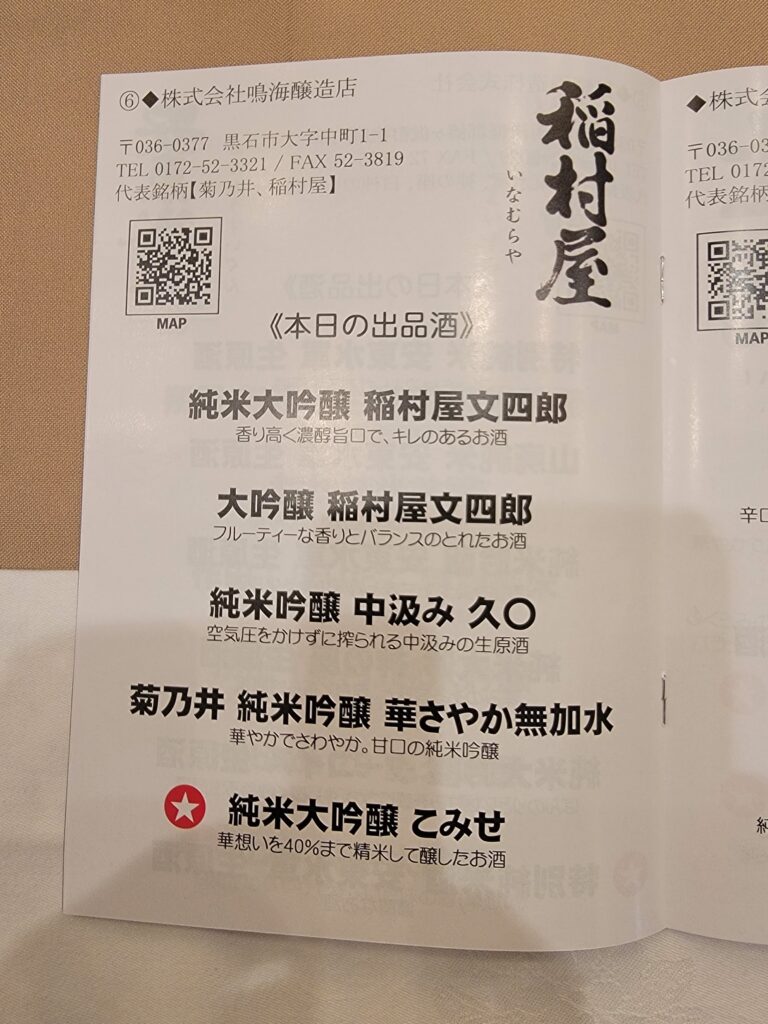 ⑥◆株式会社鳴海醸造店
〒036-0377 黒石市大字中町1-1
TEL 0172-52-3321 / FAX 52-3819
代表銘柄【菊乃井、稲村屋】
稲村屋
いなむらや
MAP
《本日の出品酒》
純米大吟醸 稲村屋文四郎
香り高く濃醇旨口で、キレのあるお酒
大吟醸 稲村屋文四郎
フルーティーな香りとバランスのとれたお酒
純米吟醸 中汲み 久〇
空気圧をかけずに搾られる中汲みの生原酒
菊乃井 純米吟醸 華さやか無加水
華やかでさわやか。甘口の純米吟醸
純米大吟醸 こみせ
華想いを40%まで精米して醸したお酒
◆株式会
〒036-03
TEL 0172
代表銘柄
MAP
辛口